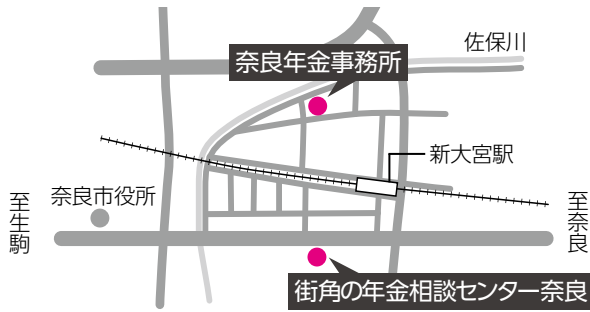 佐保川
奈良年金事務所
新大宮駅
奈良市役所
至生駒
至奈良
街角の年金相談センター奈良